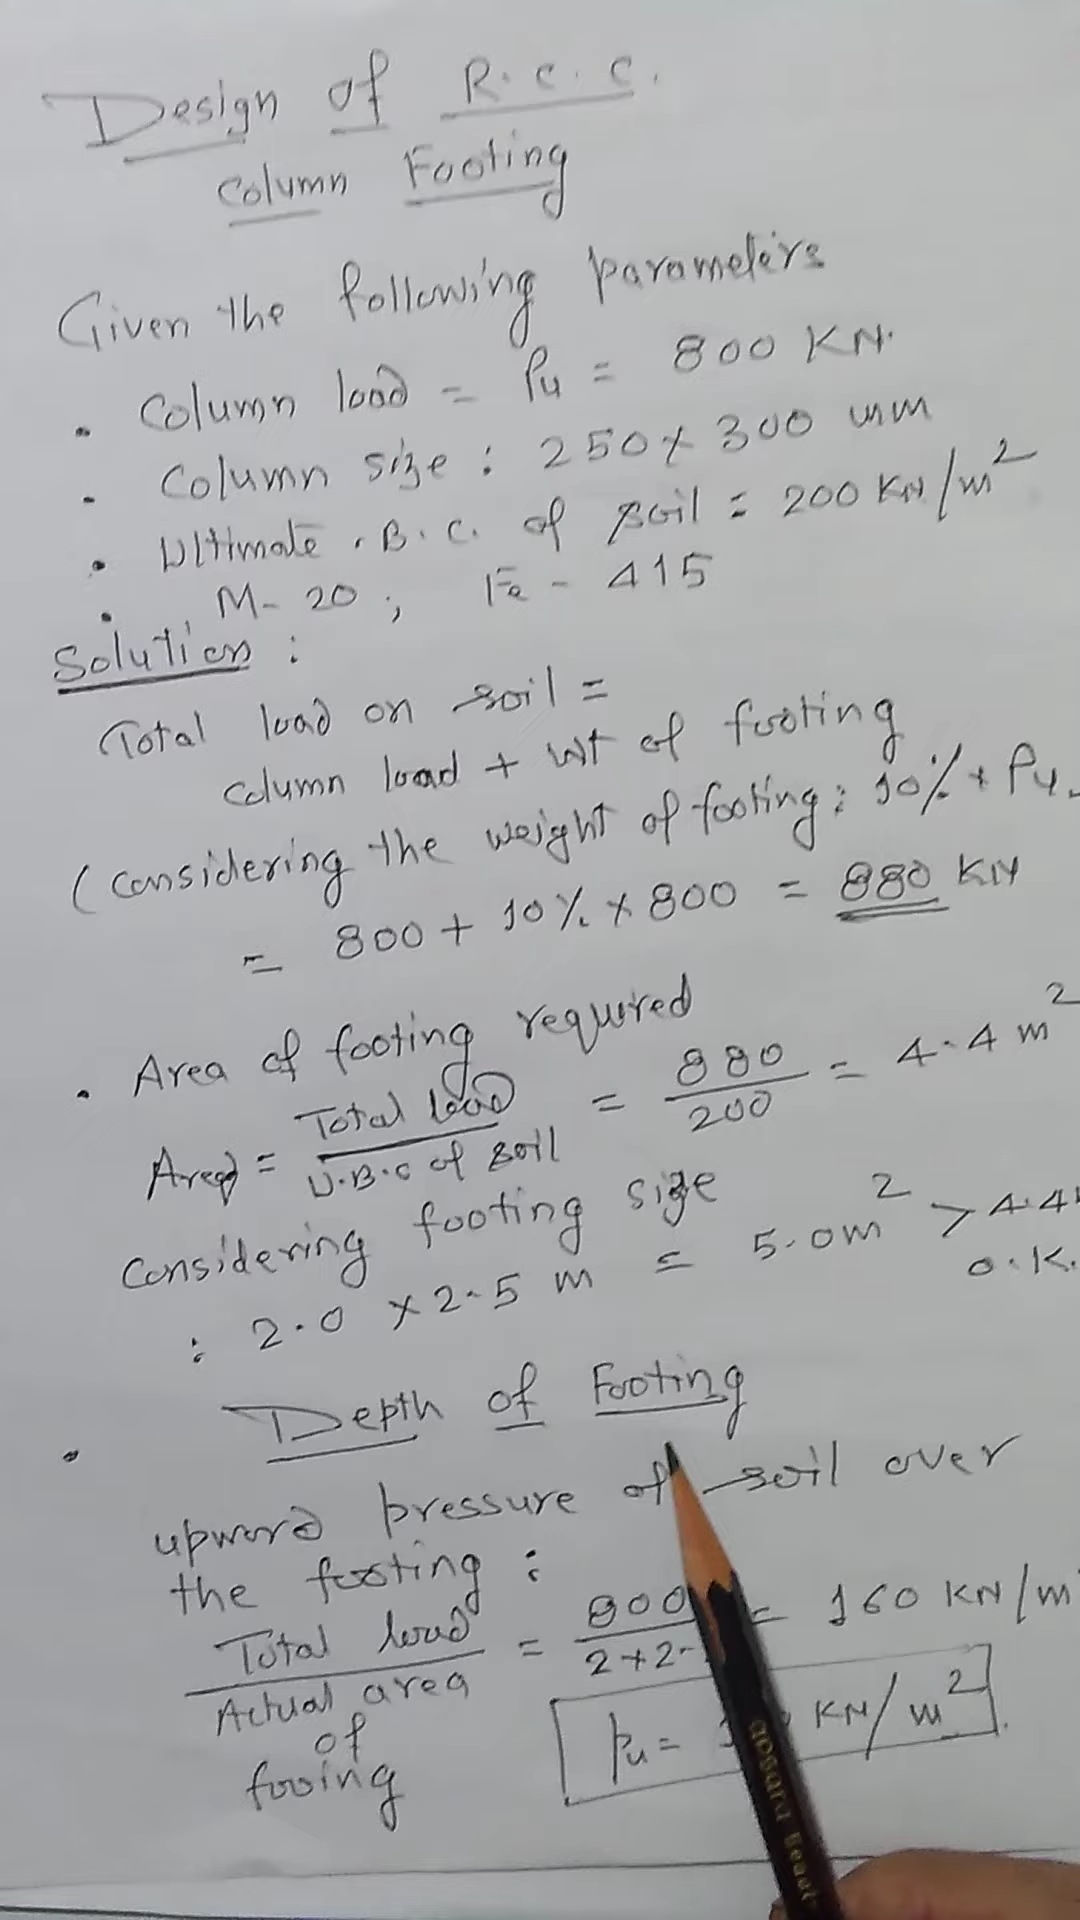 Design of R.C.C.
Column Footing
Given the following parameters
• Column load = Pu = 800 KN.
• Column size : 250 x 300 mm
• Ultimate . B.C. of soil = 200 KN/m2
• M-20 ; Fe - 415
Solution :
Total load on soil =
column load + Wt of footing
(Considering the weight of footing : 10% x Pu
= 800 + 10% x 800 = 880 KN
• Area of footing required
Area = Total load / U.B.C of soil = 880 / 200 = 4.4 m2
Considering footing size
: 2.0 x 2.5 m = 5.0m2 > 4.4
O.K.
• Depth of Footing
upward pressure of soil over
the footing :
Total load / Actual area of fooing = 800 / 2x2. = 160 KN/m
Pu = KN/m2
apsara Beaut